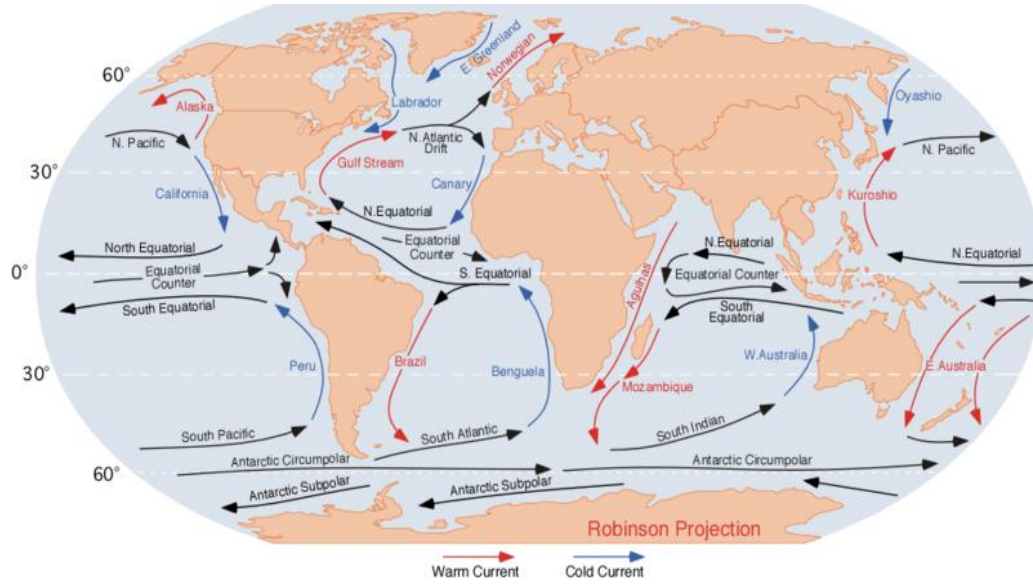 E. Greenland
Norwegian
60°
Alaska
Labrador
Oyashio
N. Pacific
N. Atlantic
Drift
N. Pacific
Gulf Stream
30°
California
Canary
Kuroshio
N.Equatorial
North Equatorial
Equatorial
Counter
N.Equatorial
N.Equatorial
0°
Equatorial
Counter
S. Equatorial
Equatorial Counter
Agulhas
South Equatorial
South
Equatorial
Peru
Brazil
Benguela
W.Australia
E.Australia
30°
Mozambique
South Pacific
South Atlantic
South Indian
Antarctic Circumpolar
Antarctic Circumpolar
60°
Antarctic Subpolar
Antarctic Subpolar
Robinson Projection
Warm Current
Cold Current